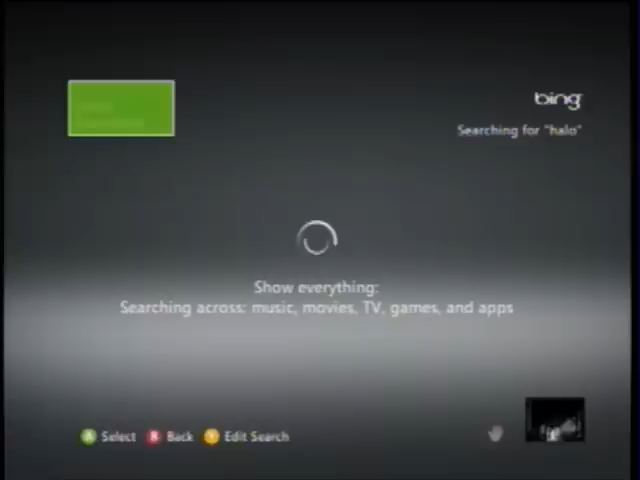 bing
Searching for "halo"
Show everything:
Searching across: music, movies, TV, games, and apps
A Select B Back Y Edit Search